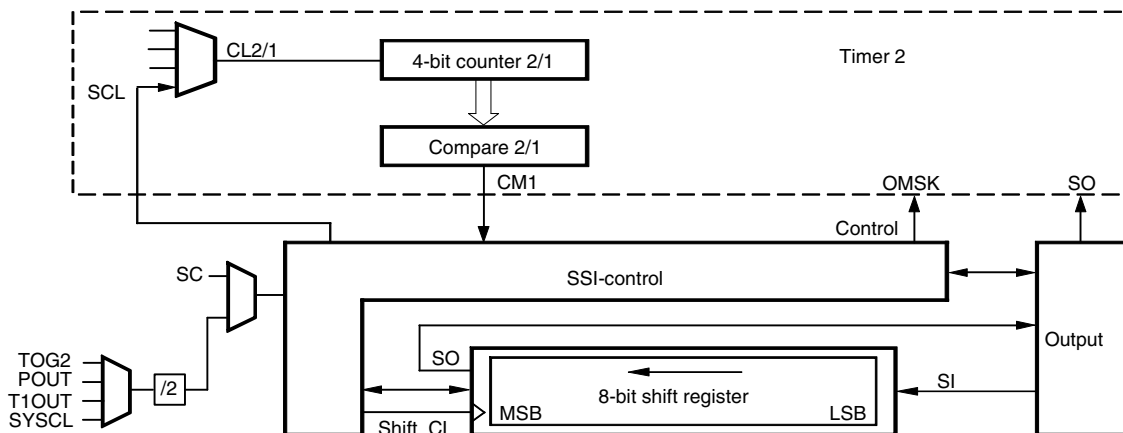 Timer 2
CL2/1
4-bit counter 2/1
SCL
Compare 2/1
CM1
OMSK
SO
Control
SC
SSI-control
TOG2
POUT
T1OUT
SYSCL
/2
SO
Output
SI
8-bit shift register
MSB
LSB
Shift_CL